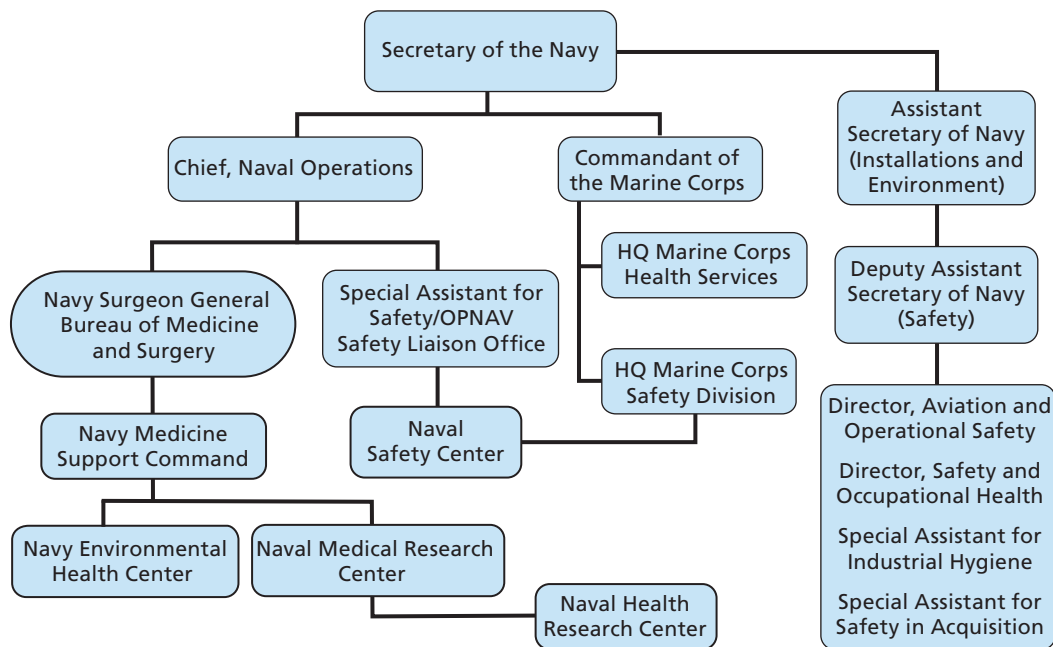 Secretary of the Navy
Assistant
Secretary of Navy
(Installations and
Environment)
Chief, Naval Operations
Commandant of
the Marine Corps
HQ Marine Corps
Health Services
Deputy Assistant
Secretary of Navy
(Safety)
Navy Surgeon General
Bureau of Medicine
and Surgery
Special Assistant for
Safety/OPNAV
Safety Liaison Office
HQ Marine Corps
Safety Division
Director, Aviation and
Operational Safety
Director, Safety and
Occupational Health
Special Assistant for
Industrial Hygiene
Special Assistant for
Safety in Acquisition
Navy Medicine
Support Command
Naval
Safety Center
Navy Environmental
Health Center
Naval Medical Research
Center
Naval Health
Research Center